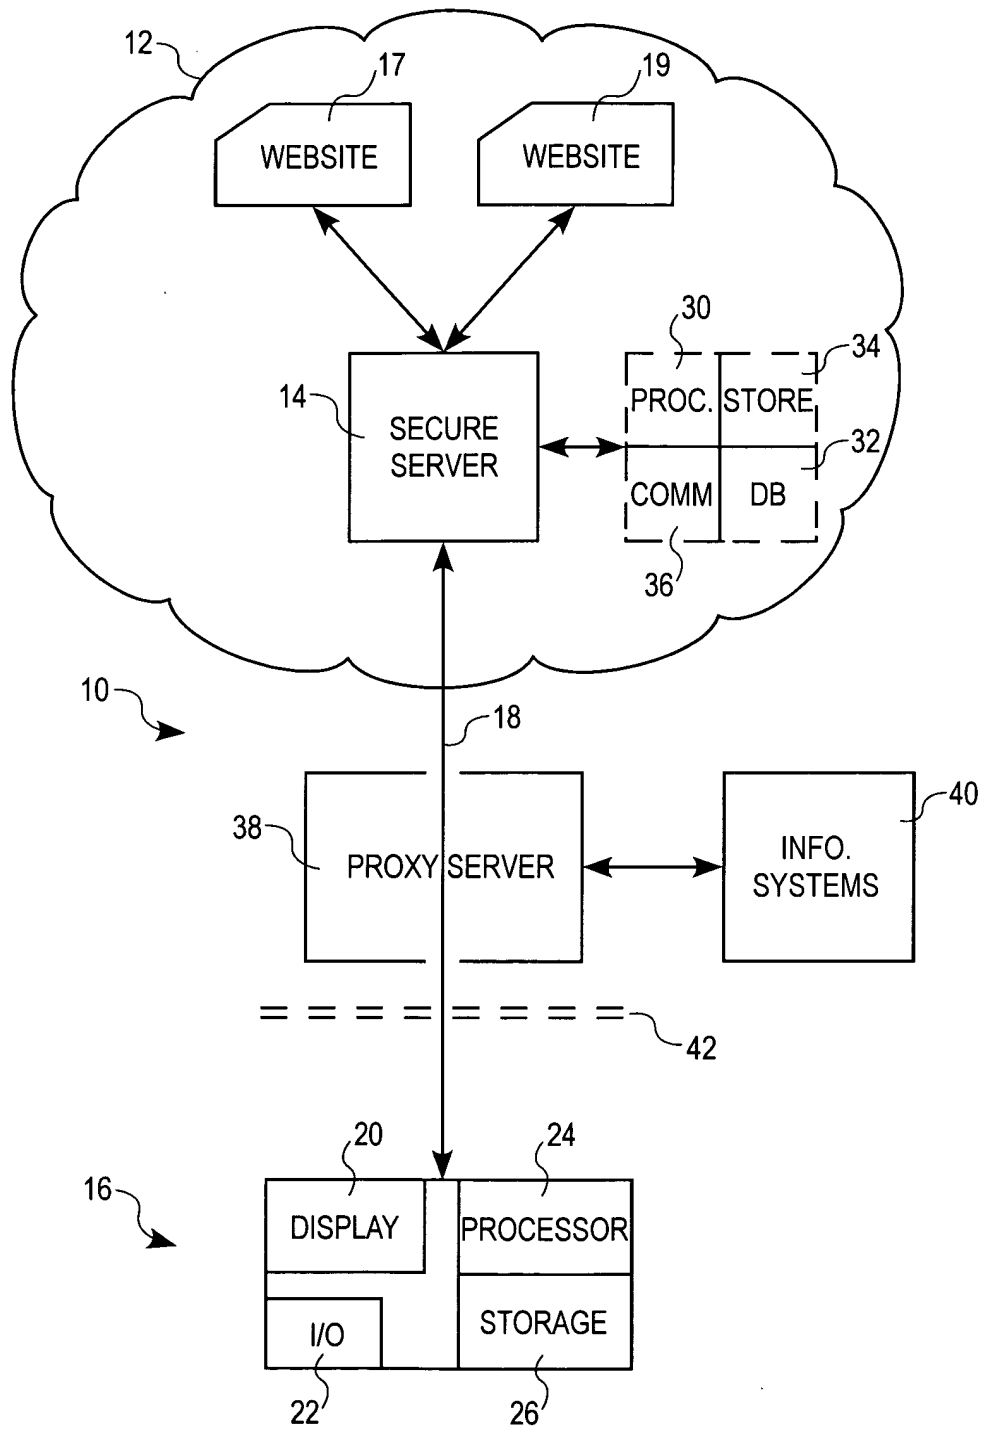 12
17
19
WEBSITE
WEBSITE
30
34
14
PROC.
STORE
SECURE
SERVER
32
COMM
DB
36
10
18
38
40
PROXY SERVER
INFO.
SYSTEMS
42
16
20
24
DISPLAY
PROCESSOR
I/O
STORAGE
22
26